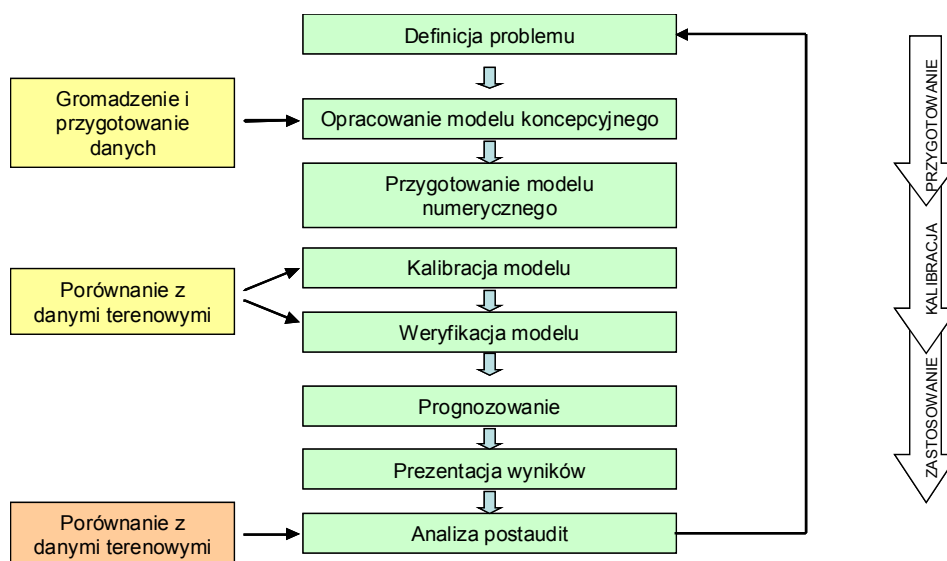 Definicja problemu
Gromadzenie i
przygotowanie
danych
Opracowanie modelu koncepcyjnego
Przygotowanie modelu
numerycznego
PRZYGOTOWANIE
Kalibracja modelu
Porównanie z
danymi terenowymi
Weryfikacja modelu
KALIBRACJA
Prognozowanie
Prezentacja wyników
ZASTOSOWANIE
Porównanie z
danymi terenowymi
Analiza postaudit